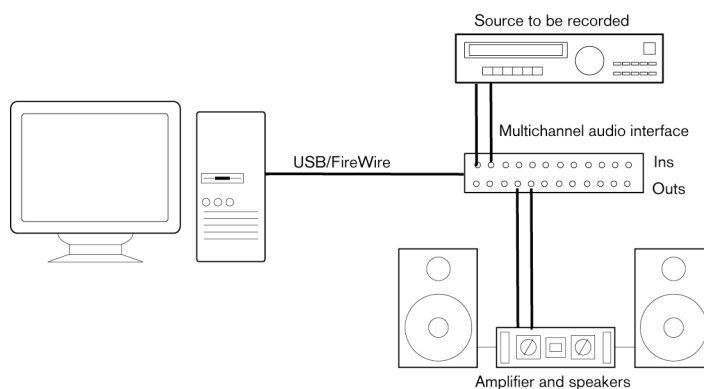 Source to be recorded
Multichannel audio interface
USB/FireWire
Ins
Outs
Amplifier and speakers